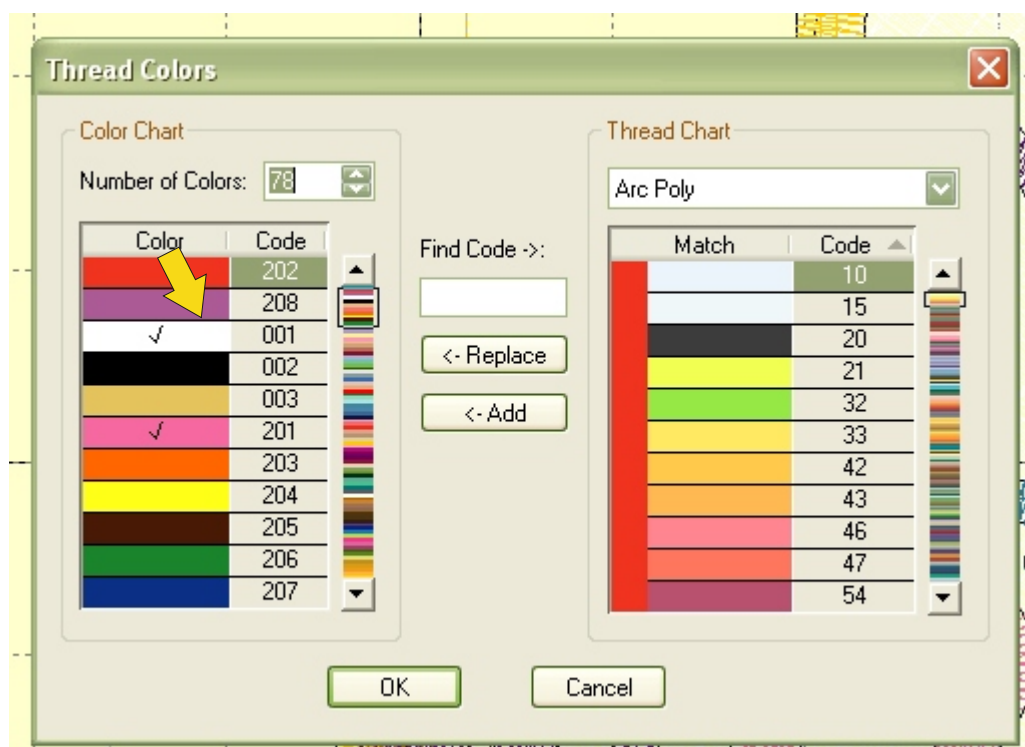 Thread Colors
Color Chart
Number of Colors: 78
Color Code
202
208
√ 001
002
003
√ 201
203
204
205
206
207
Find Code ->:
<- Replace
<- Add
Thread Chart
Arc Poly
Match Code
10
15
20
21
32
33
42
43
46
47
54
OK
Cancel